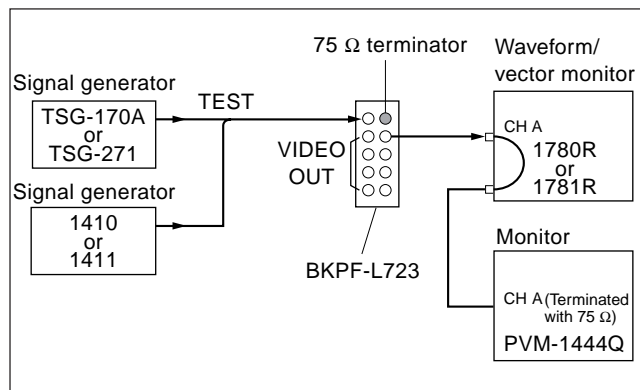 75 Ω terminator
Waveform/
vector monitor
Signal generator
TSG-170A
or
TSG-271
TEST
CH A
1780R
or
1781R
VIDEO
OUT
Signal generator
1410
or
1411
BKPF-L723
Monitor
CH A (Terminated
with 75 Ω)
PVM-1444Q